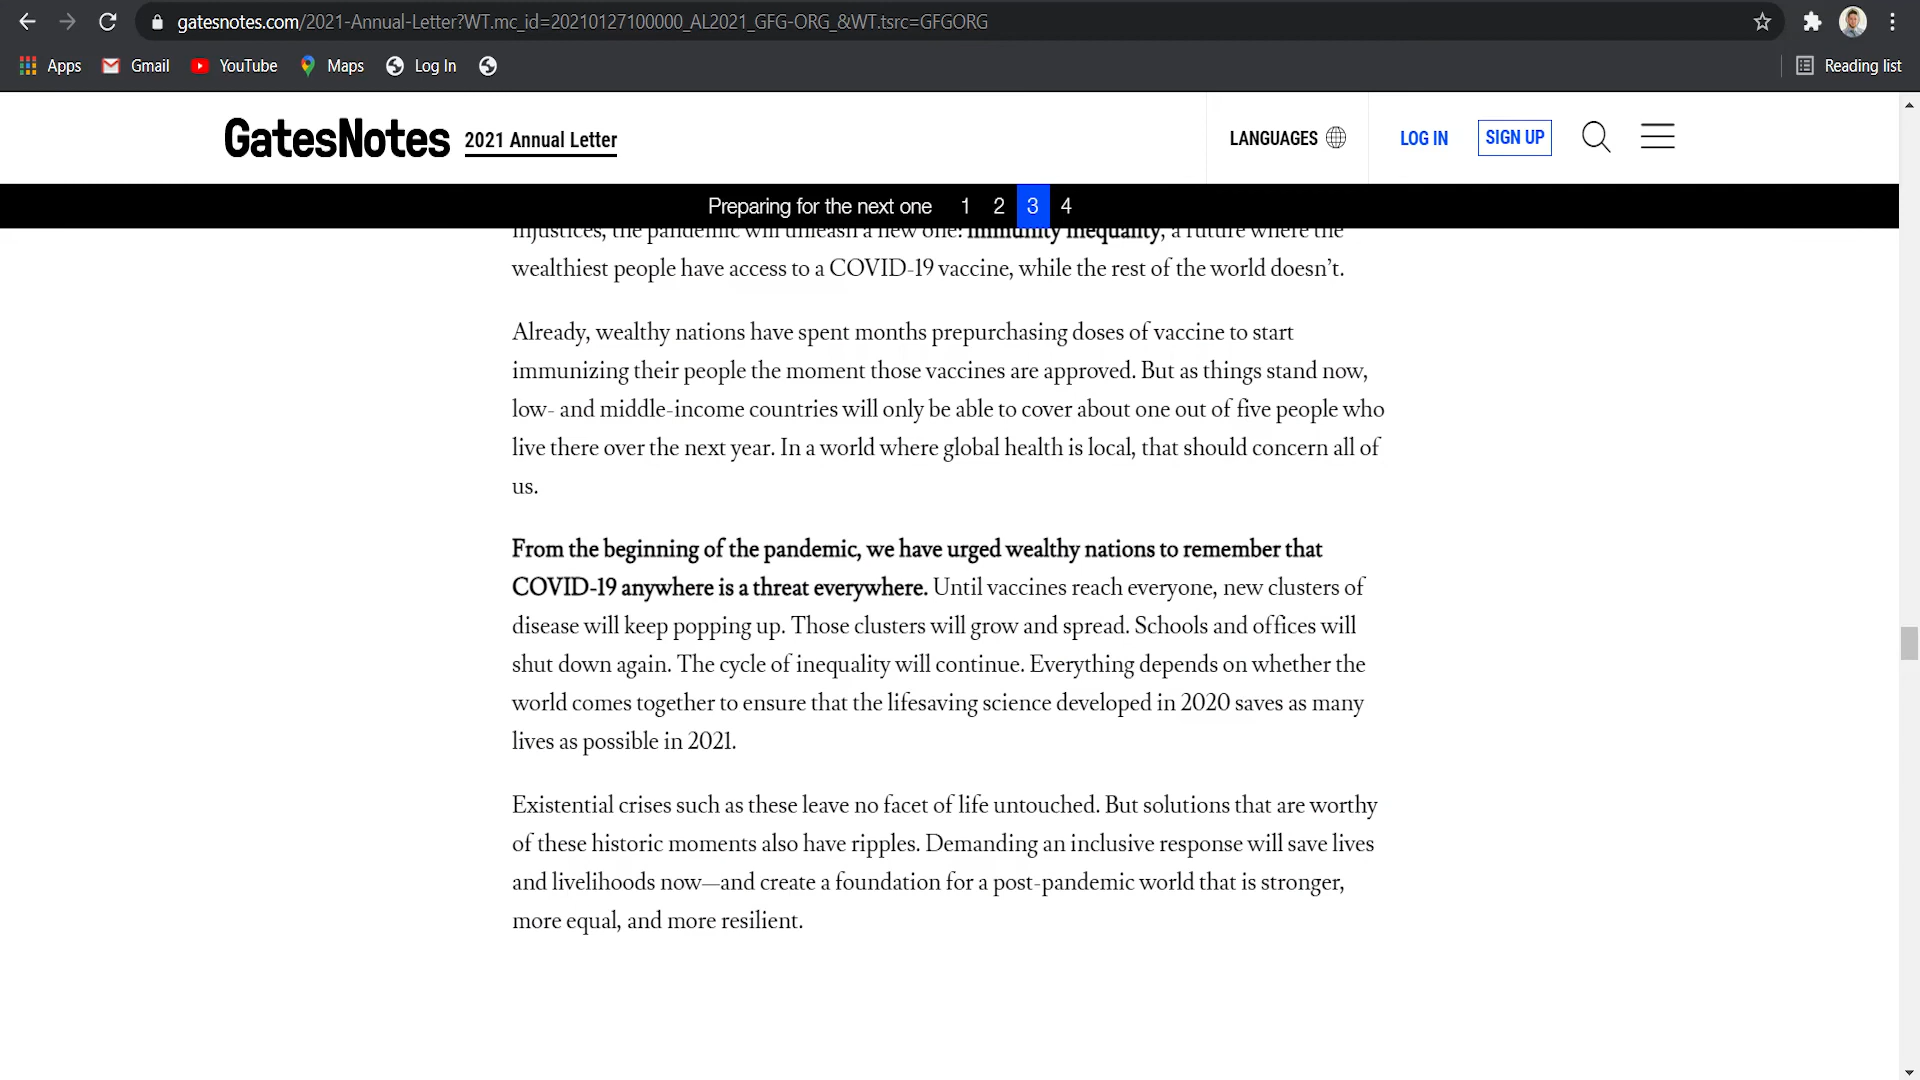 gatesnotes.com/2021-Annual-Letter?WT.mc_id=20210127100000_AL2021_GFG-ORG_&WT.tsrc=GFGORG
Apps Gmail YouTube Maps Log In Reading list
GatesNotes 2021 Annual Letter LANGUAGES LOG IN SIGN UP
Preparing for the next one 1 2 3 4
injustices, the pandemic will unleash a new one: immunity inequality, a future where the
wealthiest people have access to a COVID-19 vaccine, while the rest of the world doesn’t.
Already, wealthy nations have spent months prepurchasing doses of vaccine to start
immunizing their people the moment those vaccines are approved. But as things stand now,
low- and middle-income countries will only be able to cover about one out of five people who
live there over the next year. In a world where global health is local, that should concern all of
us.
From the beginning of the pandemic, we have urged wealthy nations to remember that
COVID-19 anywhere is a threat everywhere. Until vaccines reach everyone, new clusters of
disease will keep popping up. Those clusters will grow and spread. Schools and offices will
shut down again. The cycle of inequality will continue. Everything depends on whether the
world comes together to ensure that the lifesaving science developed in 2020 saves as many
lives as possible in 2021.
Existential crises such as these leave no facet of life untouched. But solutions that are worthy
of these historic moments also have ripples. Demanding an inclusive response will save lives
and livelihoods now—and create a foundation for a post-pandemic world that is stronger,
more equal, and more resilient.